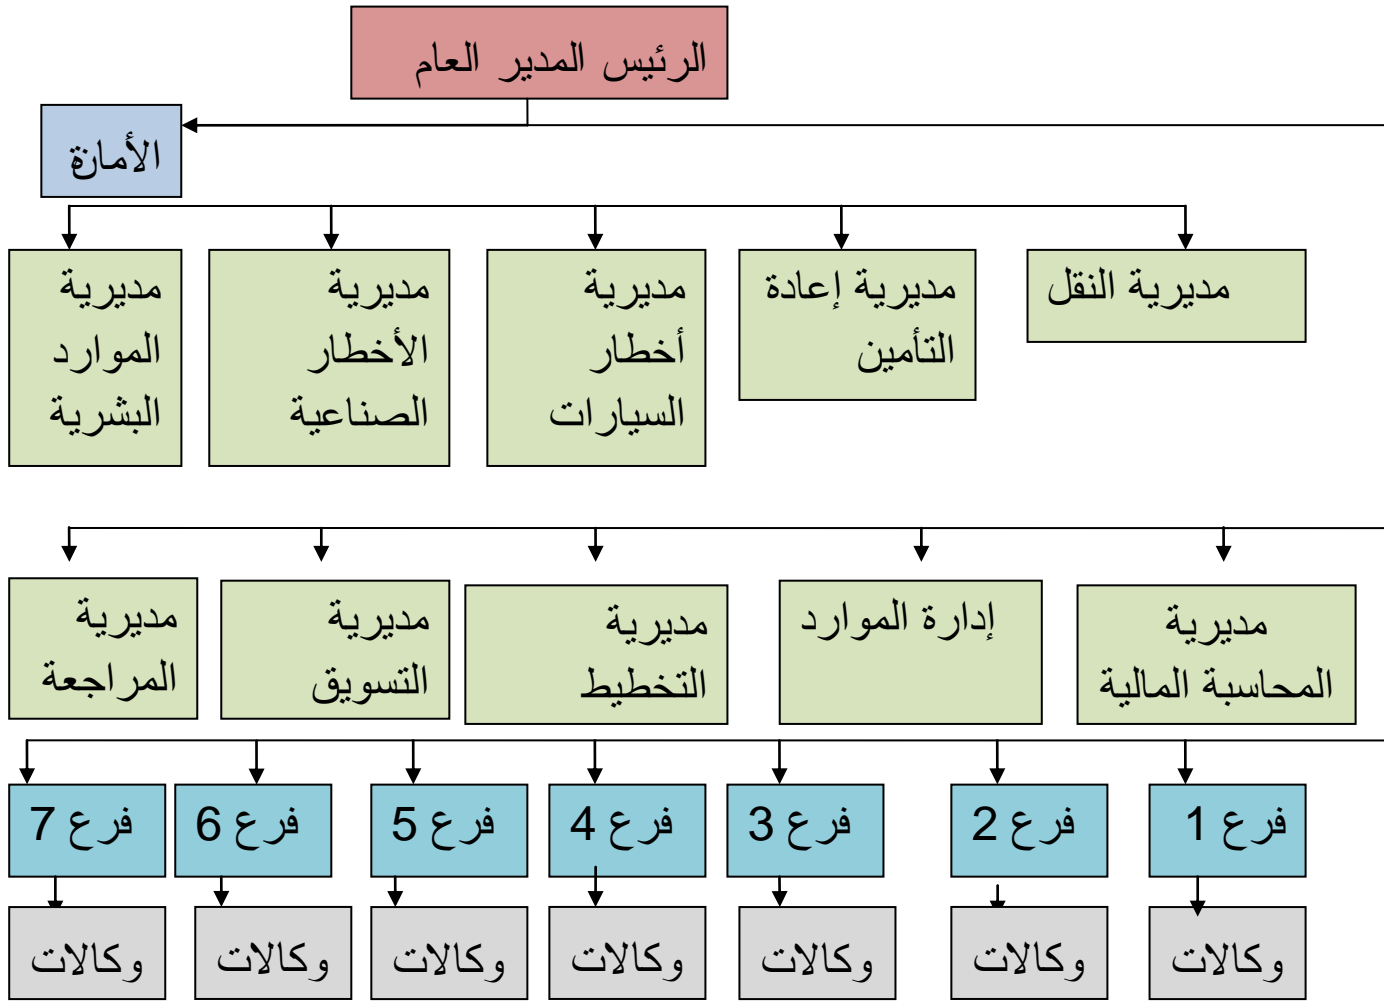 الرئيس المدير العام
الأمانة
مديرية النقل
مديرية إعادة
التأمين
مديرية
أخطار
السيارات
مديرية
الأخطار
الصناعية
مديرية
الموارد
البشرية
مديرية
المحاسبة المالية
إدارة الموارد
مديرية
التخطيط
مديرية
التسويق
مديرية
المراجعة
فرع 1
فرع 2
فرع 3
فرع 4
فرع 5
فرع 6
فرع 7
وكالات
وكالات
وكالات
وكالات
وكالات
وكالات
وكالات